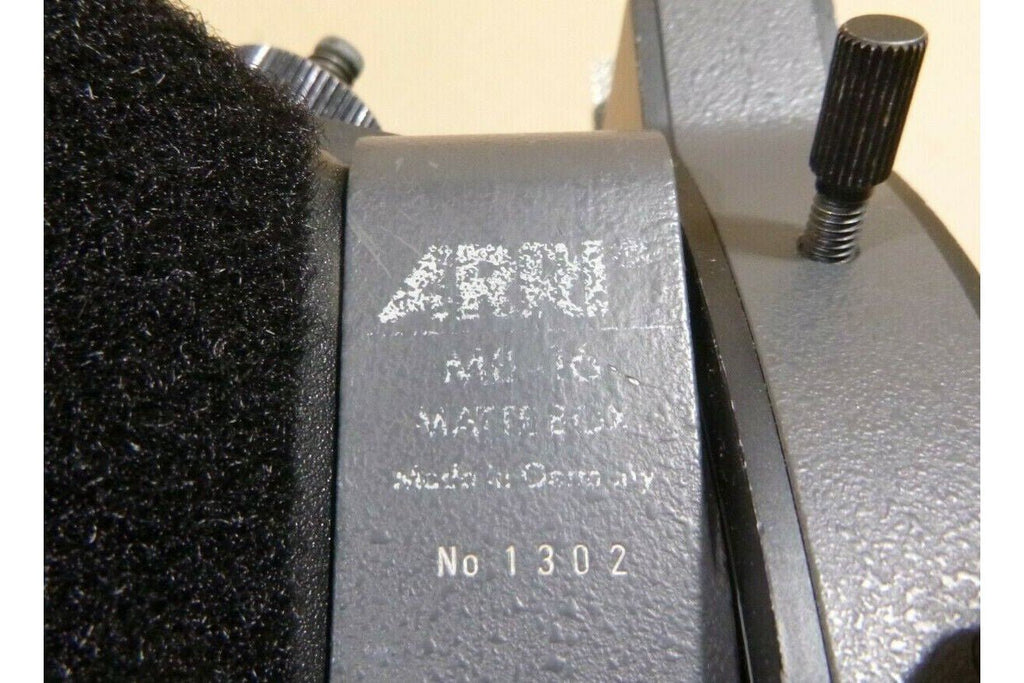 ARRI
MB-16
MATTE BOX
Made in Germany
No 1302